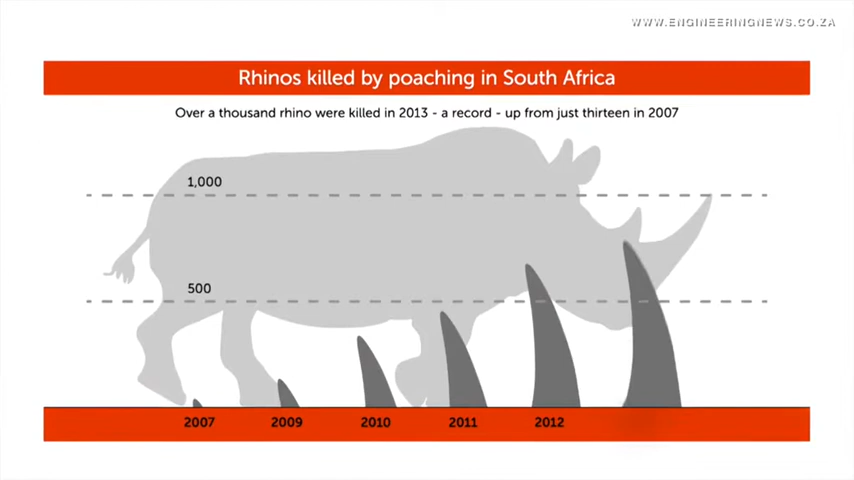 WWW.ENGINEERINGNEWS.CO.ZA
Rhinos killed by poaching in South Africa
Over a thousand rhino were killed in 2013 - a record - up from just thirteen in 2007
1,000
500
2007 2009 2010 2011 2012